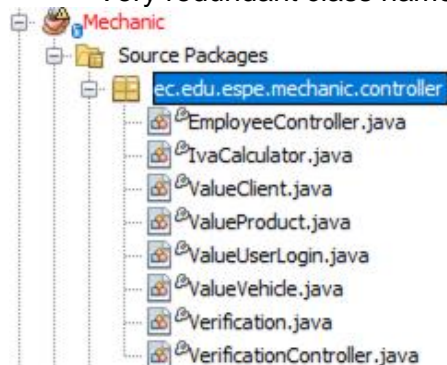 Mechanic
Source Packages
ec.edu.espe.mechanic.controller
EmployeeController.java
IvaCalculator.java
ValueClient.java
ValueProduct.java
ValueUserLogin.java
ValueVehicle.java
Verification.java
VerificationController.java